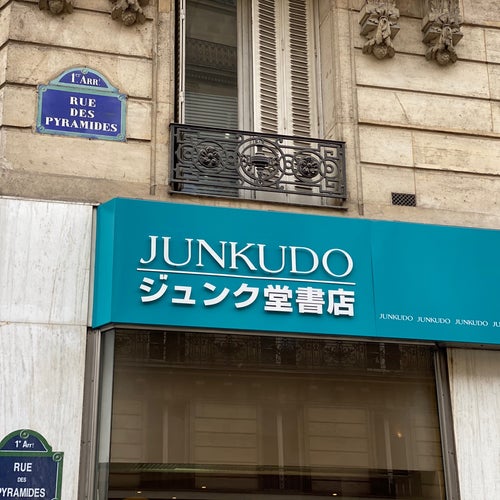 1er Arrt
RUE
DES
PYRAMIDES
JUNKUDO
ジュンク堂書店
JUNKUDO JUNKUDO JUNKUDO
1er Arrt
RUE
DES
PYRAMIDES